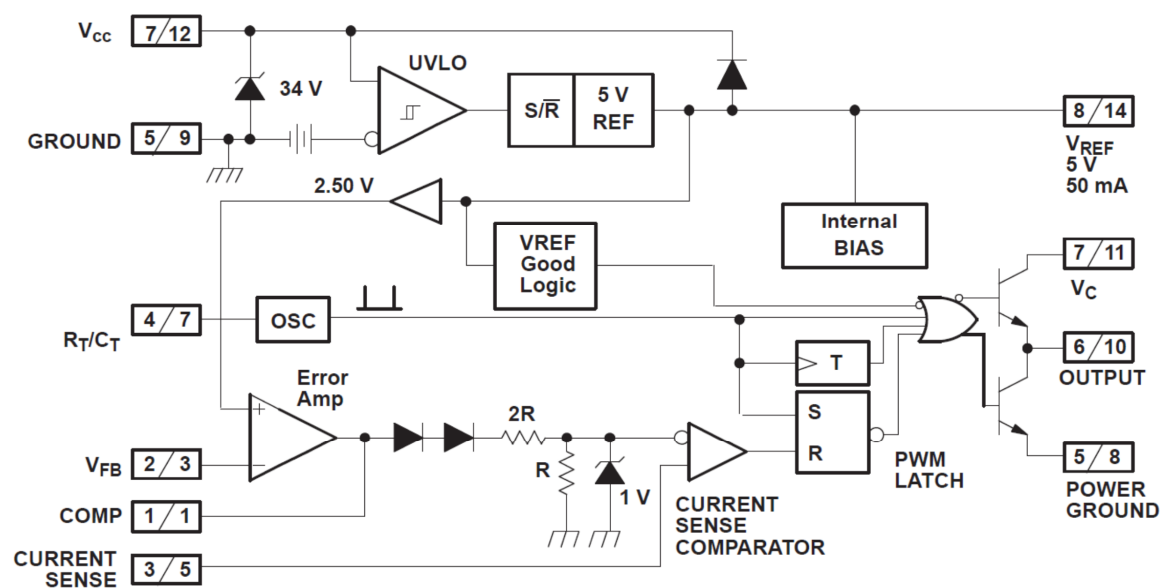 VCC 7/12
UVLO
34 V
S/R̅
5 V
REF
8/14
VREF
5 V
50 mA
GROUND 5/9
2.50 V
VREF
Good
Logic
Internal
BIAS
7/11
VC
RT/CT 4/7
OSC
T
6/10
OUTPUT
Error
Amp
2R
S
R
PWM
LATCH
R
1 V
+
−
VFB 2/3
COMP 1/1
CURRENT
SENSE
COMPARATOR
5/8
POWER
GROUND
CURRENT
SENSE 3/5